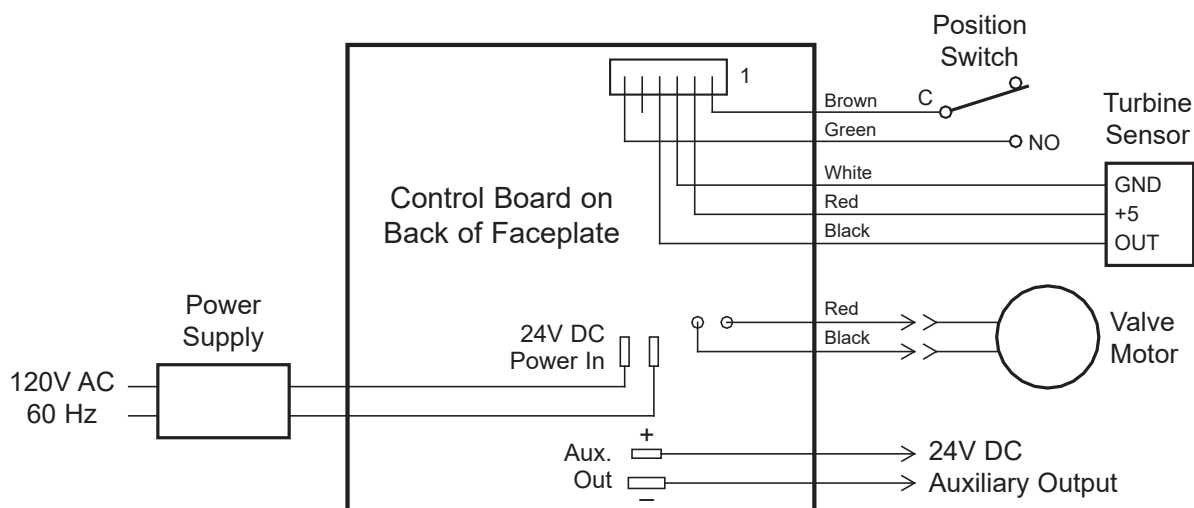 Position
Switch
1
Brown
C
Turbine
Sensor
Green
NO
White
GND
Control Board on
Back of Faceplate
Red
+5
Black
OUT
Power
Supply
24V DC
Power In
Red
Black
Valve
Motor
120V AC
60 Hz
Aux.
Out
+
–
24V DC
Auxiliary Output